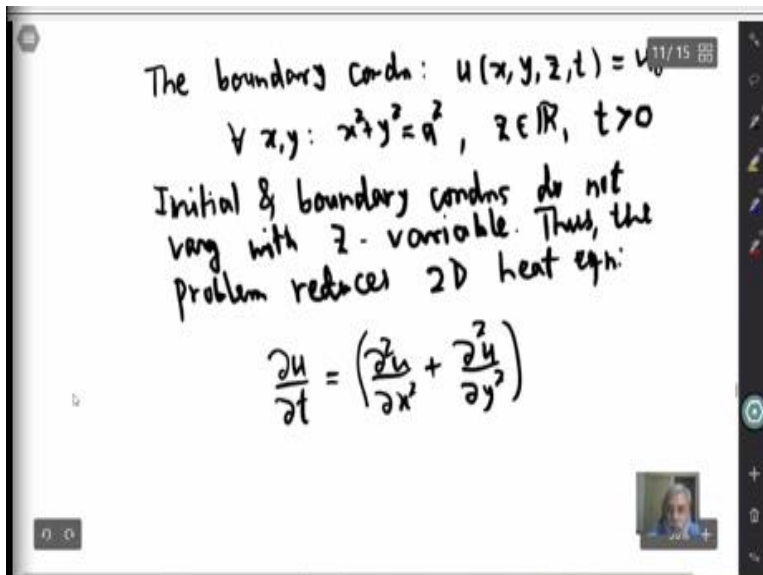 11/15
The boundary condn: u(x, y, z, t) = u₀
∀ x, y: x²+y²=a², z ∈ ℝ, t>0
Initial & boundary condns do not
vary with z-variable. Thus, the
problem reduces 2D heat eqn:
∂u/∂t = (∂²u/∂x² + ∂²u/∂y²)